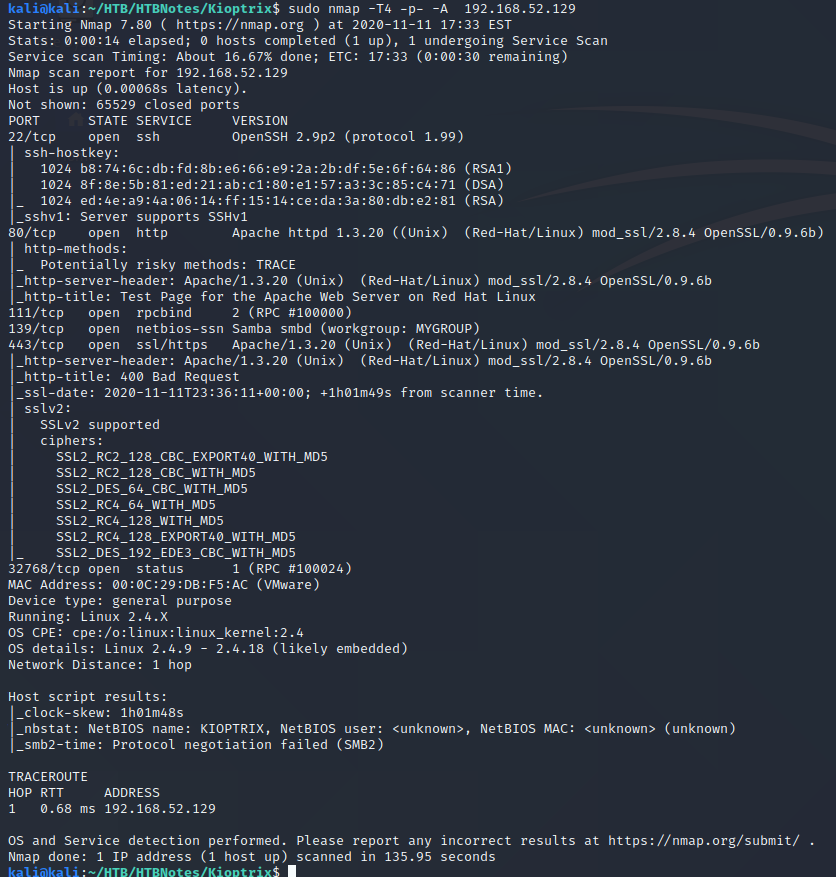 kali@kali:~/HTB/HTBNotes/Kioptrix$ sudo nmap -T4 -p- -A  192.168.52.129
Starting Nmap 7.80 ( https://nmap.org ) at 2020-11-11 17:33 EST
Stats: 0:00:14 elapsed; 0 hosts completed (1 up), 1 undergoing Service Scan
Service scan Timing: About 16.67% done; ETC: 17:33 (0:00:30 remaining)
Nmap scan report for 192.168.52.129
Host is up (0.00068s latency).
Not shown: 65529 closed ports
PORT      STATE SERVICE     VERSION
22/tcp    open  ssh         OpenSSH 2.9p2 (protocol 1.99)
| ssh-hostkey:
|   1024 b8:74:6c:db:fd:8b:e6:66:e9:2a:2b:df:5e:6f:64:86 (RSA1)
|   1024 8f:8e:5b:81:ed:21:ab:c1:80:e1:57:a3:3c:85:c4:71 (DSA)
|_  1024 ed:4e:a9:4a:06:14:ff:15:14:ce:da:3a:80:db:e2:81 (RSA)
|_sshv1: Server supports SSHv1
80/tcp    open  http        Apache httpd 1.3.20 ((Unix)  (Red-Hat/Linux) mod_ssl/2.8.4 OpenSSL/0.9.6b)
| http-methods:
|_  Potentially risky methods: TRACE
|_http-server-header: Apache/1.3.20 (Unix)  (Red-Hat/Linux) mod_ssl/2.8.4 OpenSSL/0.9.6b
|_http-title: Test Page for the Apache Web Server on Red Hat Linux
111/tcp   open  rpcbind     2 (RPC #100000)
139/tcp   open  netbios-ssn Samba smbd (workgroup: MYGROUP)
443/tcp   open  ssl/https   Apache/1.3.20 (Unix)  (Red-Hat/Linux) mod_ssl/2.8.4 OpenSSL/0.9.6b
|_http-server-header: Apache/1.3.20 (Unix)  (Red-Hat/Linux) mod_ssl/2.8.4 OpenSSL/0.9.6b
|_http-title: 400 Bad Request
|_ssl-date: 2020-11-11T23:36:11+00:00; +1h01m49s from scanner time.
| sslv2:
|   SSLv2 supported
|   ciphers:
|     SSL2_RC2_128_CBC_EXPORT40_WITH_MD5
|     SSL2_RC2_128_CBC_WITH_MD5
|     SSL2_DES_64_CBC_WITH_MD5
|     SSL2_RC4_64_WITH_MD5
|     SSL2_RC4_128_WITH_MD5
|     SSL2_RC4_128_EXPORT40_WITH_MD5
|_    SSL2_DES_192_EDE3_CBC_WITH_MD5
32768/tcp open  status      1 (RPC #100024)
MAC Address: 00:0C:29:DB:F5:AC (VMware)
Device type: general purpose
Running: Linux 2.4.X
OS CPE: cpe:/o:linux:linux_kernel:2.4
OS details: Linux 2.4.9 - 2.4.18 (likely embedded)
Network Distance: 1 hop
Host script results:
|_clock-skew: 1h01m48s
|_nbstat: NetBIOS name: KIOPTRIX, NetBIOS user: <unknown>, NetBIOS MAC: <unknown> (unknown)
|_smb2-time: Protocol negotiation failed (SMB2)
TRACEROUTE
HOP RTT     ADDRESS
1   0.68 ms 192.168.52.129
OS and Service detection performed. Please report any incorrect results at https://nmap.org/submit/ .
Nmap done: 1 IP address (1 host up) scanned in 135.95 seconds
kali@kali:~/HTB/HTBNotes/Kioptrix$